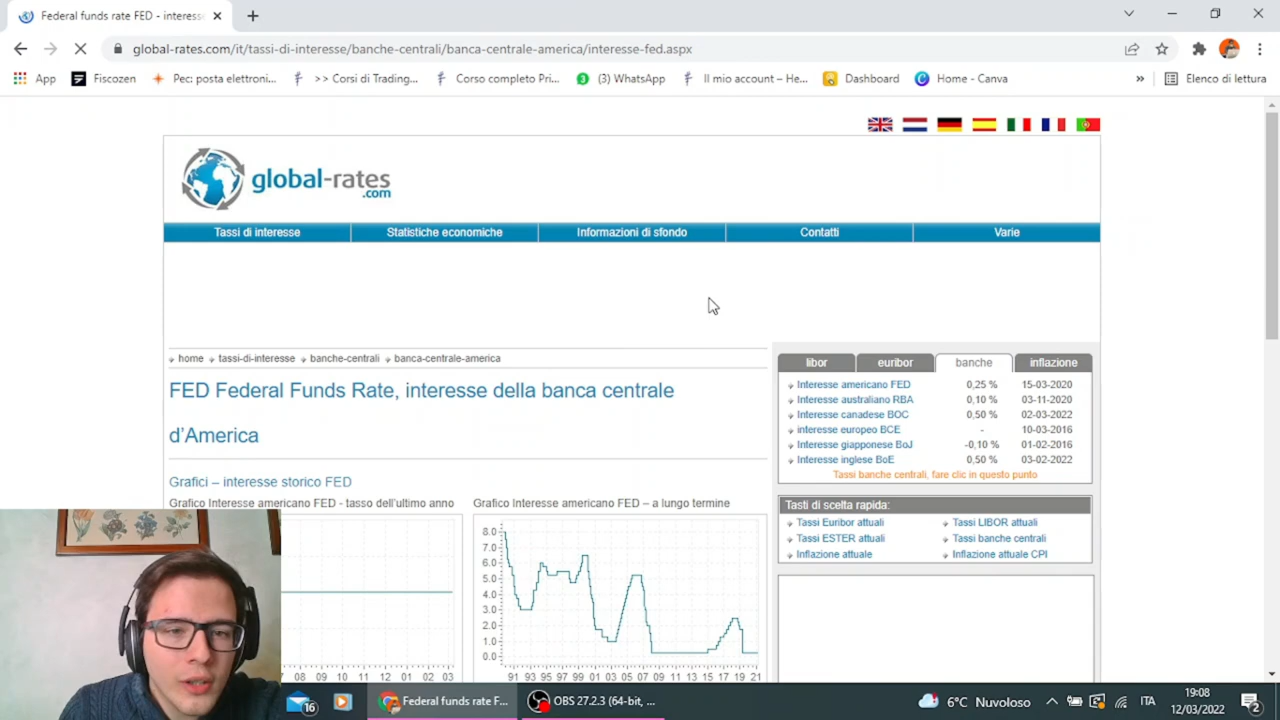 Federal funds rate FED - interess
global-rates.com/it/tassi-di-interesse/banche-centrali/banca-centrale-america/interesse-fed.aspx
App
Fiscozen
Pec: posta elettroni...
>> Corsi di Trading...
Corso completo Pri...
(3) WhatsApp
Il mio account – He...
Dashboard
Home - Canva
»
Elenco di lettura
global-rates
.com
Tassi di interesse
Statistiche economiche
Informazioni di sfondo
Contatti
Varie
home tassi-di-interesse banche-centrali banca-centrale-america
FED Federal Funds Rate, interesse della banca centrale
d'America
Grafici – interesse storico FED
Grafico Interesse americano FED - tasso dell'ultimo anno
Grafico Interesse americano FED – a lungo termine
8.0
7.0
6.0
5.0
4.0
3.0
2.0
1.0
0.0
08 09 10 11 12 01 02 03
91 93 95 97 99 01 03 05 07 09 11 13 15 17 19 21
libor euribor banche inflazione
Interesse americano FED 0,25 % 15-03-2020
Interesse australiano RBA 0,10 % 03-11-2020
Interesse canadese BOC 0,50 % 02-03-2022
interesse europeo BCE - 10-03-2016
Interesse giapponese BoJ -0,10 % 01-02-2016
Interesse inglese BoE 0,50 % 03-02-2022
Tassi banche centrali, fare clic in questo punto
Tasti di scelta rapida:
Tassi Euribor attuali Tassi LIBOR attuali
Tassi ESTER attuali Tassi banche centrali
Inflazione attuale Inflazione attuale CPI
16
Federal funds rate F...
OBS 27.2.3 (64-bit, ...
6°C Nuvoloso
ITA
19:08
12/03/2022
2